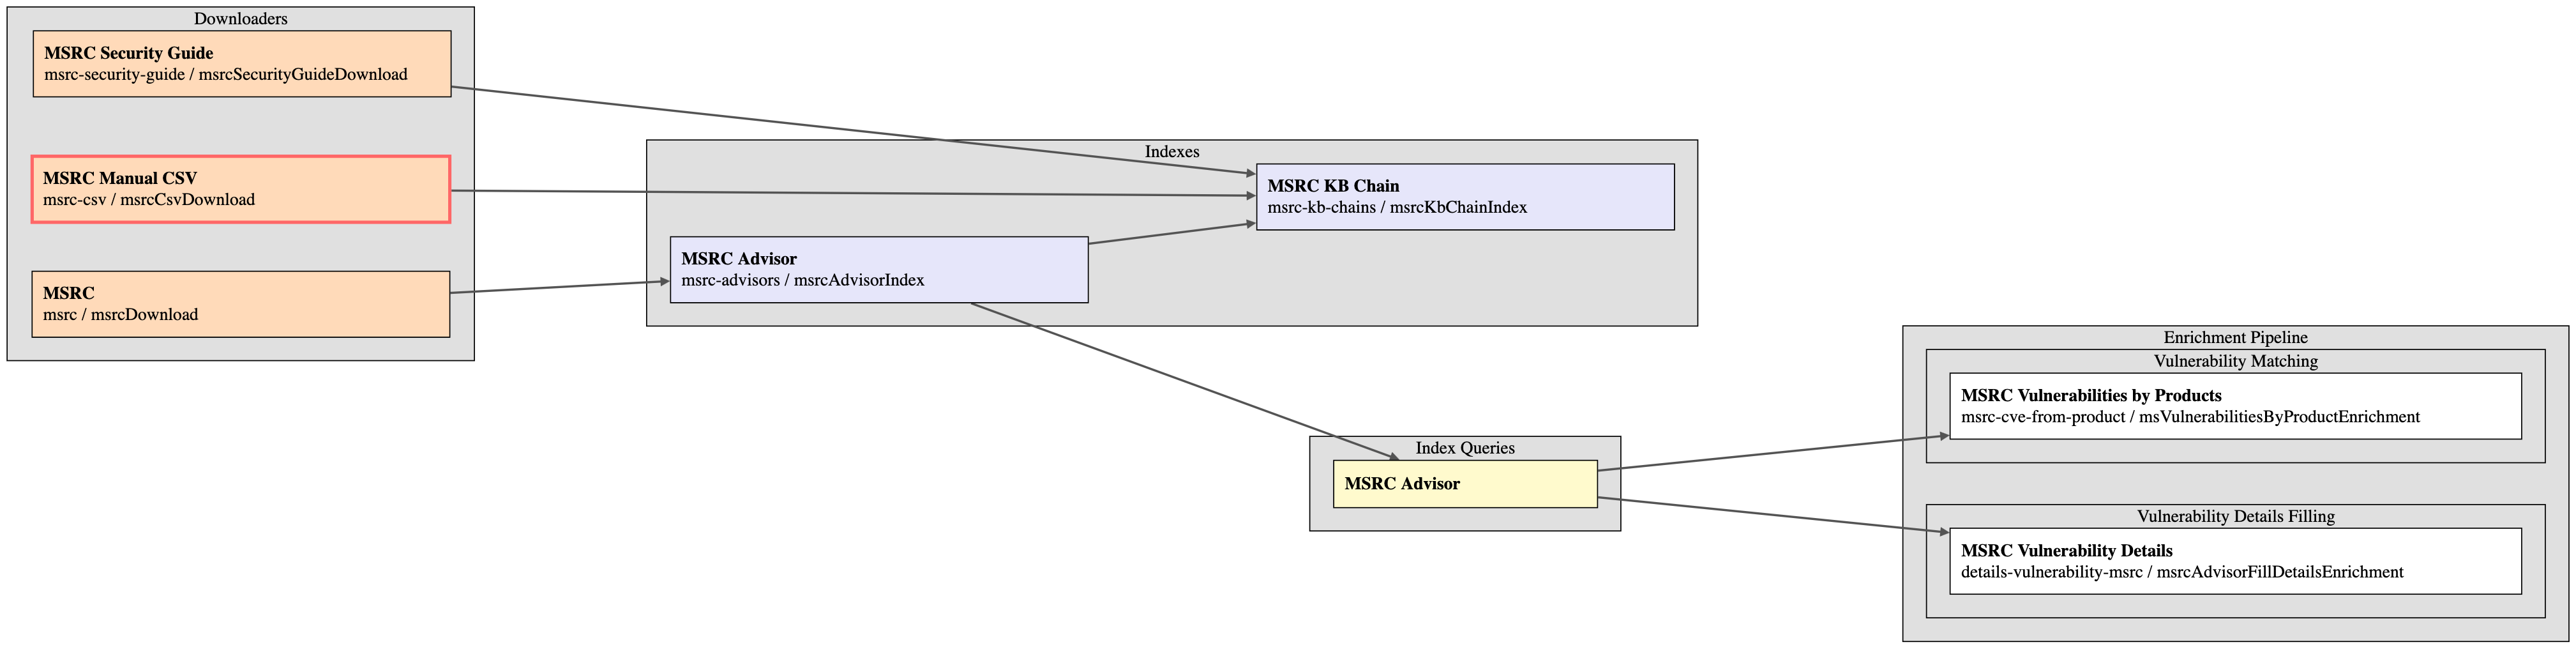 Downloaders
MSRC Security Guide
msrc-security-guide / msrcSecurityGuideDownload
MSRC Manual CSV
msrc-csv / msrcCsvDownload
MSRC
msrc / msrcDownload
Indexes
MSRC KB Chain
msrc-kb-chains / msrcKbChainIndex
MSRC Advisor
msrc-advisors / msrcAdvisorIndex
Index Queries
MSRC Advisor
Enrichment Pipeline
Vulnerability Matching
MSRC Vulnerabilities by Products
msrc-cve-from-product / msVulnerabilitiesByProductEnrichment
Vulnerability Details Filling
MSRC Vulnerability Details
details-vulnerability-msrc / msrcAdvisorFillDetailsEnrichment